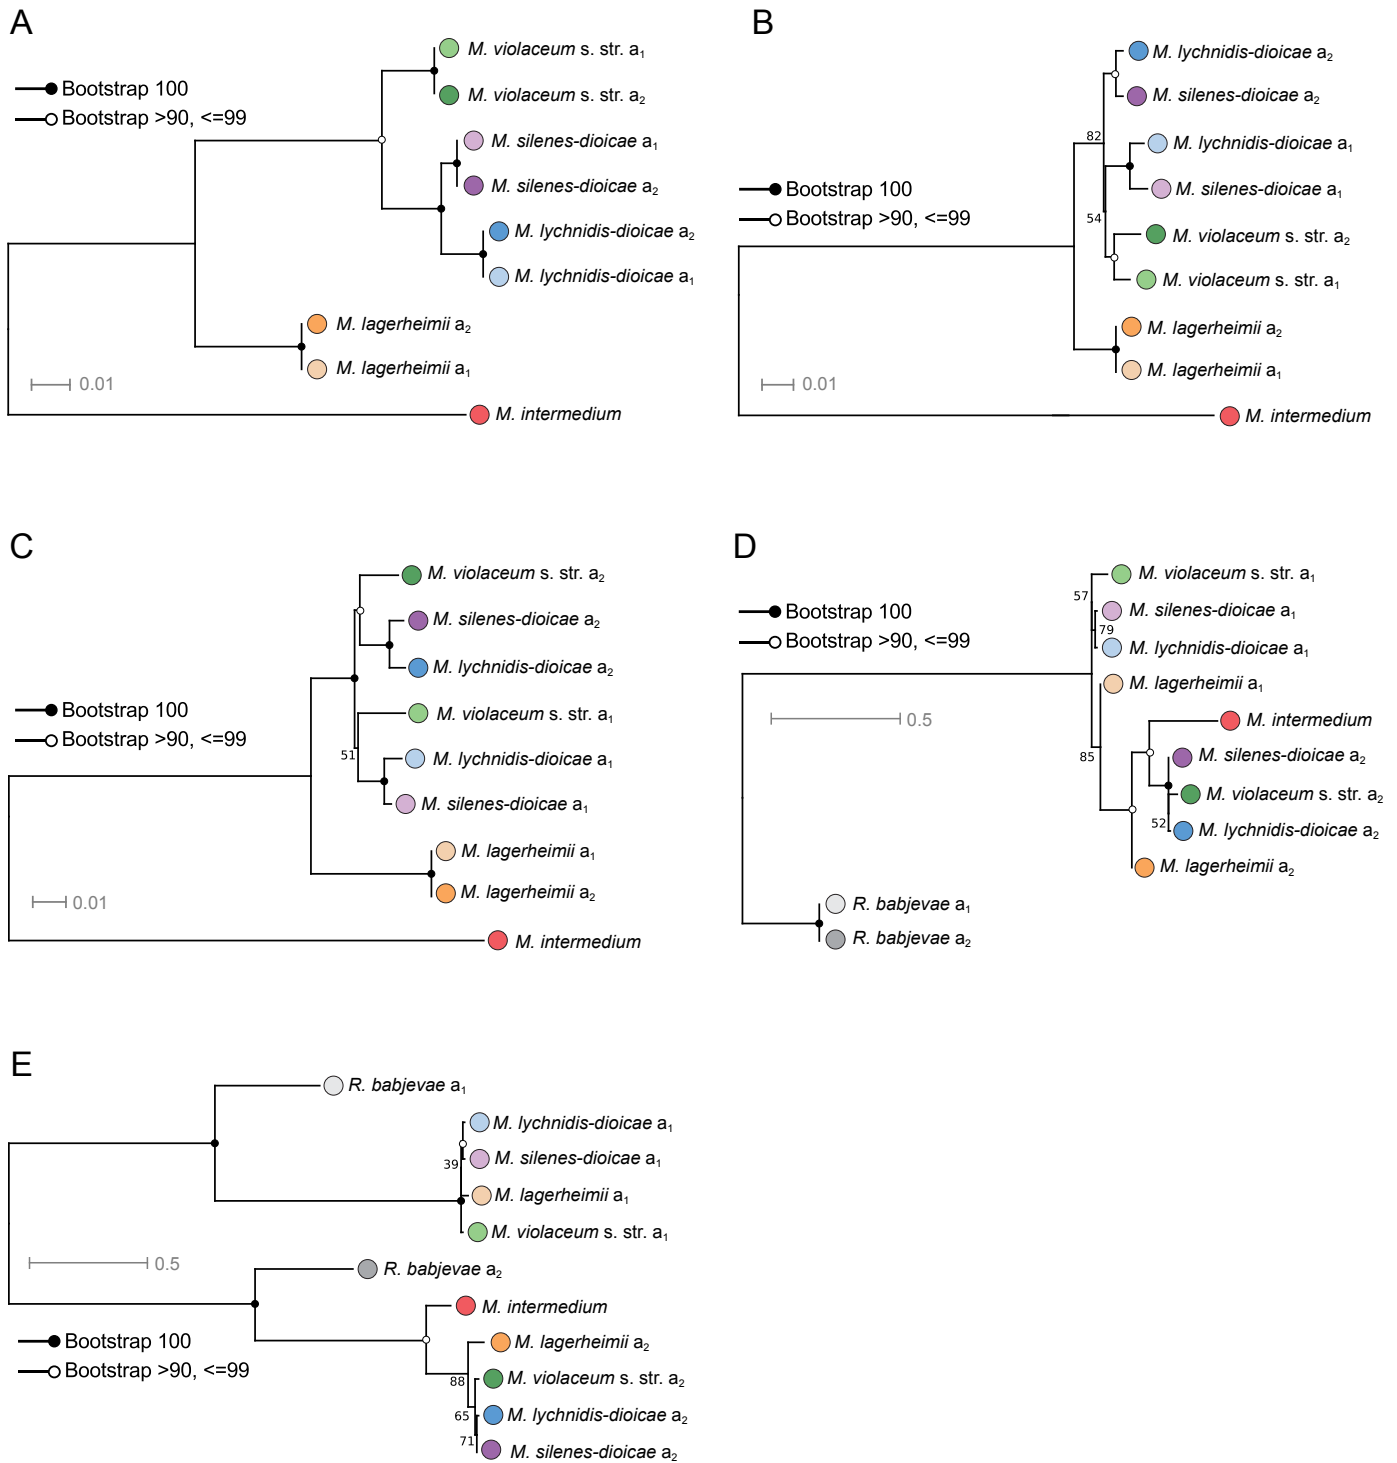 A
M. violaceum s. str. a1
Bootstrap 100
M. violaceum s. str. a2
Bootstrap >90, <=99
M. silenes-dioicae a1
M. silenes-dioicae a2
M. lychnidis-dioicae a2
M. lychnidis-dioicae a1
M. lagerheimii a2
M. lagerheimii a1
0.01
M. intermedium
B
M. lychnidis-dioicae a2
M. silenes-dioicae a2
82
M. lychnidis-dioicae a1
Bootstrap 100
M. silenes-dioicae a1
Bootstrap >90, <=99
54
M. violaceum s. str. a2
M. violaceum s. str. a1
M. lagerheimii a2
M. lagerheimii a1
0.01
M. intermedium
C
M. violaceum s. str. a2
M. silenes-dioicae a2
M. lychnidis-dioicae a2
Bootstrap 100
M. violaceum s. str. a1
Bootstrap >90, <=99
51
M. lychnidis-dioicae a1
M. silenes-dioicae a1
M. lagerheimii a1
M. lagerheimii a2
0.01
M. intermedium
D
M. violaceum s. str. a1
57
Bootstrap 100
M. silenes-dioicae a1
79
Bootstrap >90, <=99
M. lychnidis-dioicae a1
M. lagerheimii a1
0.5
M. intermedium
85
M. silenes-dioicae a2
M. violaceum s. str. a2
52
M. lychnidis-dioicae a2
M. lagerheimii a2
R. babjevae a1
R. babjevae a2
E
R. babjevae a1
M. lychnidis-dioicae a1
39
M. silenes-dioicae a1
M. lagerheimii a1
M. violaceum s. str. a1
0.5
R. babjevae a2
M. intermedium
Bootstrap 100
M. lagerheimii a2
Bootstrap >90, <=99
88
M. violaceum s. str. a2
65
M. lychnidis-dioicae a2
71
M. silenes-dioicae a2